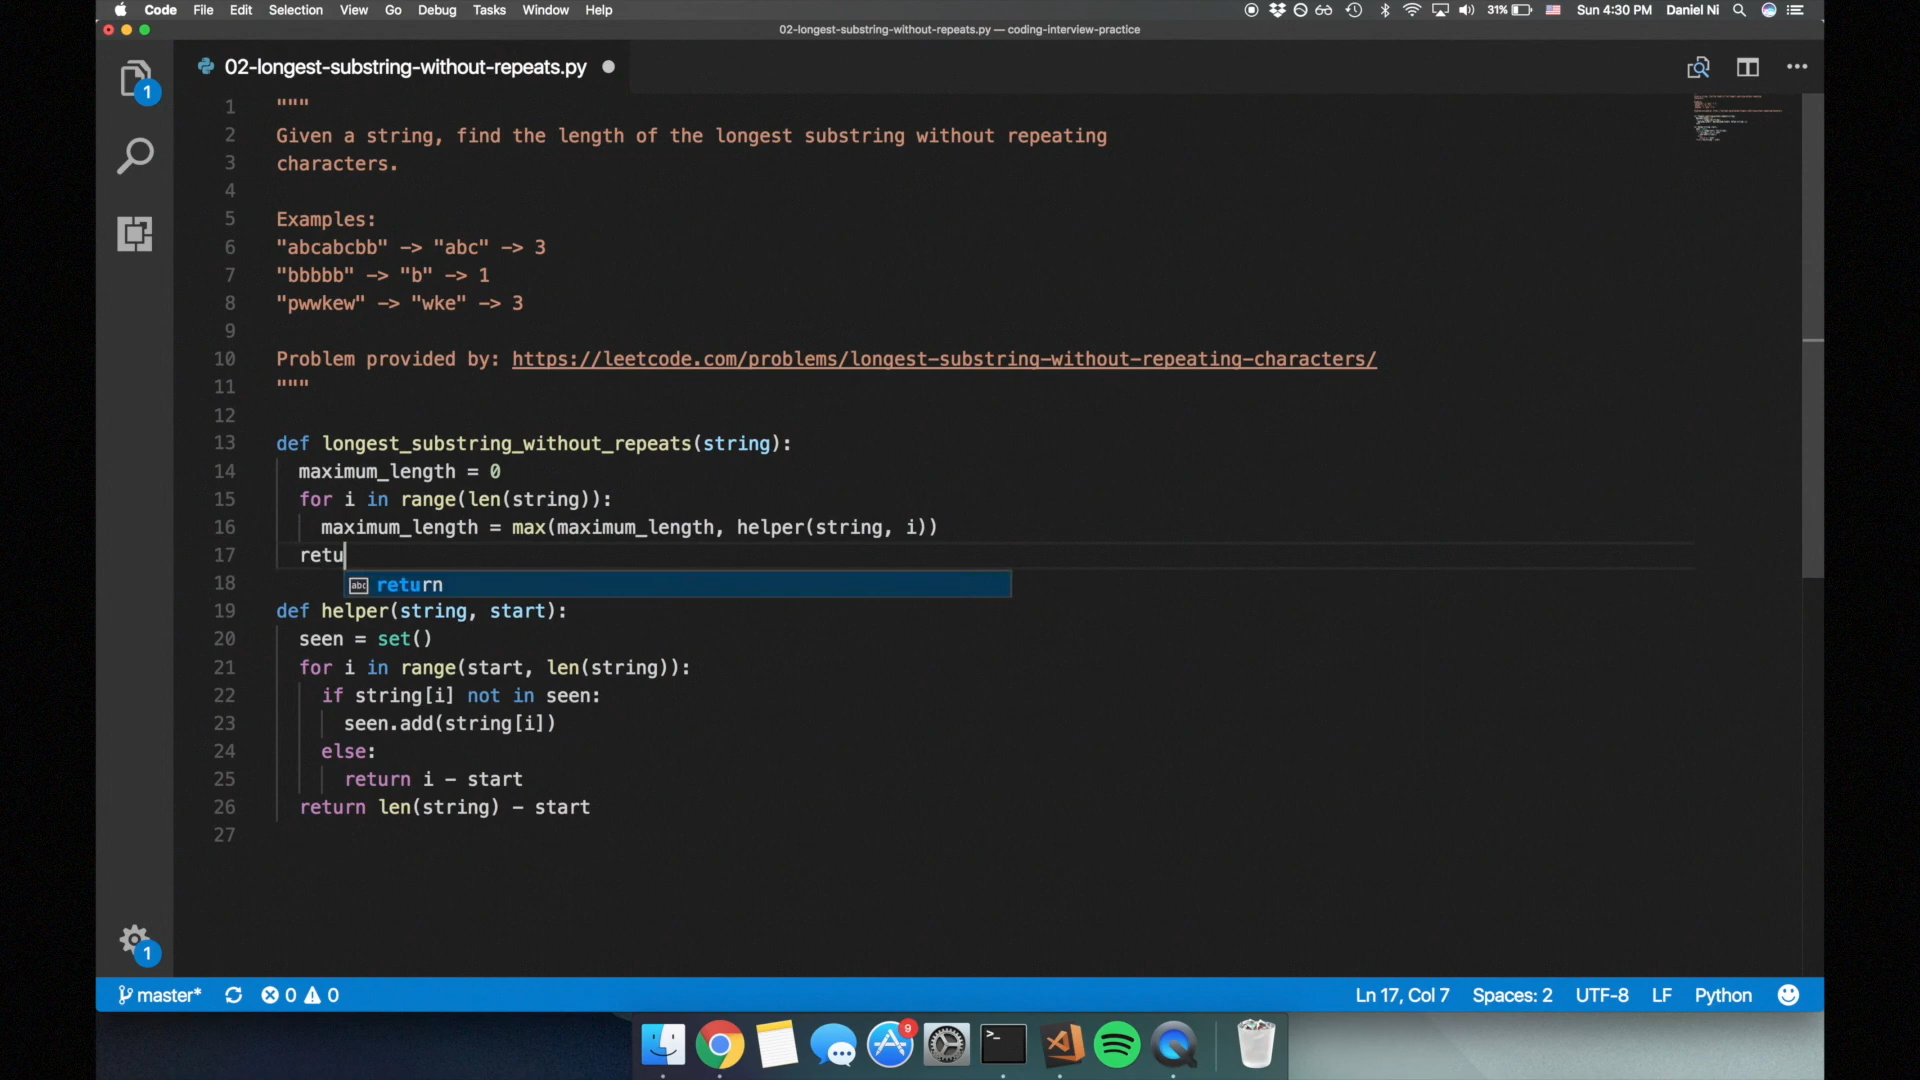 Code File Edit Selection View Go Debug Tasks Window Help 31% Sun 4:30 PM Daniel Ni
02-longest-substring-without-repeats.py — coding-interview-practice
02-longest-substring-without-repeats.py
1 """
2 Given a string, find the length of the longest substring without repeating
3 characters.
4
5 Examples:
6 "abcabcbb" -> "abc" -> 3
7 "bbbbb" -> "b" -> 1
8 "pwwkew" -> "wke" -> 3
9
10 Problem provided by: https://leetcode.com/problems/longest-substring-without-repeating-characters/
11 """
12
13 def longest_substring_without_repeats(string):
14 maximum_length = 0
15 for i in range(len(string)):
16 maximum_length = max(maximum_length, helper(string, i))
17 retu
18 abc return
19 def helper(string, start):
20 seen = set()
21 for i in range(start, len(string)):
22 if string[i] not in seen:
23 seen.add(string[i])
24 else:
25 return i - start
26 return len(string) - start
27
1
1
master* 0 0 Ln 17, Col 7 Spaces: 2 UTF-8 LF Python
9